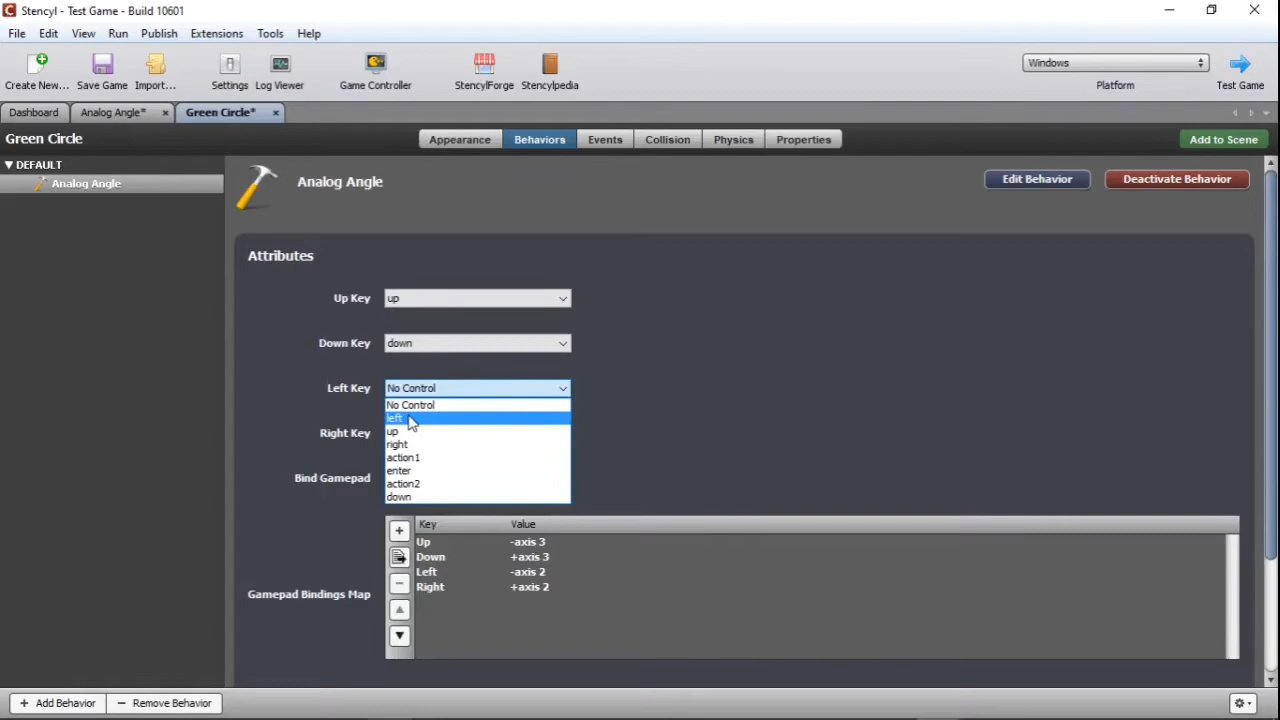 Stencyl - Test Game - Build 10601
File Edit View Run Publish Extensions Tools Help
Create New... Save Game Import... Settings Log Viewer Game Controller StencylForge Stencylpedia Windows Platform Test Game
Dashboard Analog Angle* Green Circle*
Green Circle Appearance Behaviors Events Collision Physics Properties Add to Scene
DEFAULT
Analog Angle
Analog Angle Edit Behavior Deactivate Behavior
Attributes
Up Key up
Down Key down
Left Key No Control
No Control
left
up
Right Key
right
action1
enter
Bind Gamepad
action2
down
Key Value
Up -axis 3
Down +axis 3
Left -axis 2
Right +axis 2
Gamepad Bindings Map
+ Add Behavior − Remove Behavior